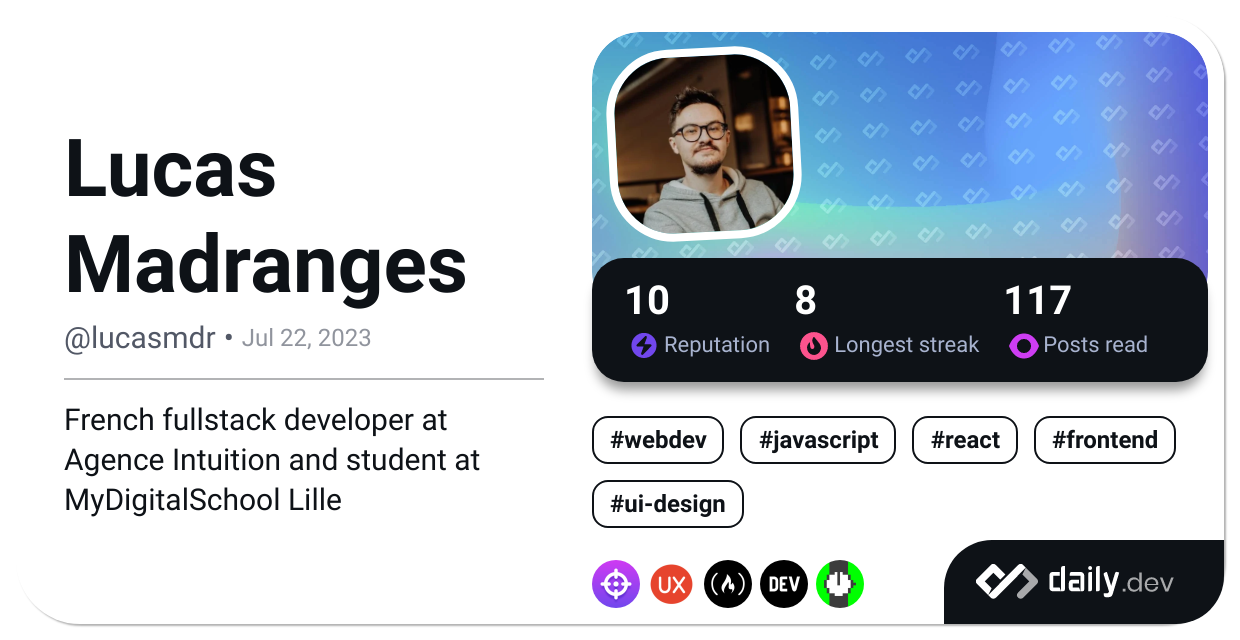 Lucas
Madranges
@lucasmdr • Jul 22, 2023
French fullstack developer at
Agence Intuition and student at
MyDigitalSchool Lille
10 8 117
Reputation Longest streak Posts read
#webdev #javascript #react #frontend
#ui-design
UX DEV
daily.dev